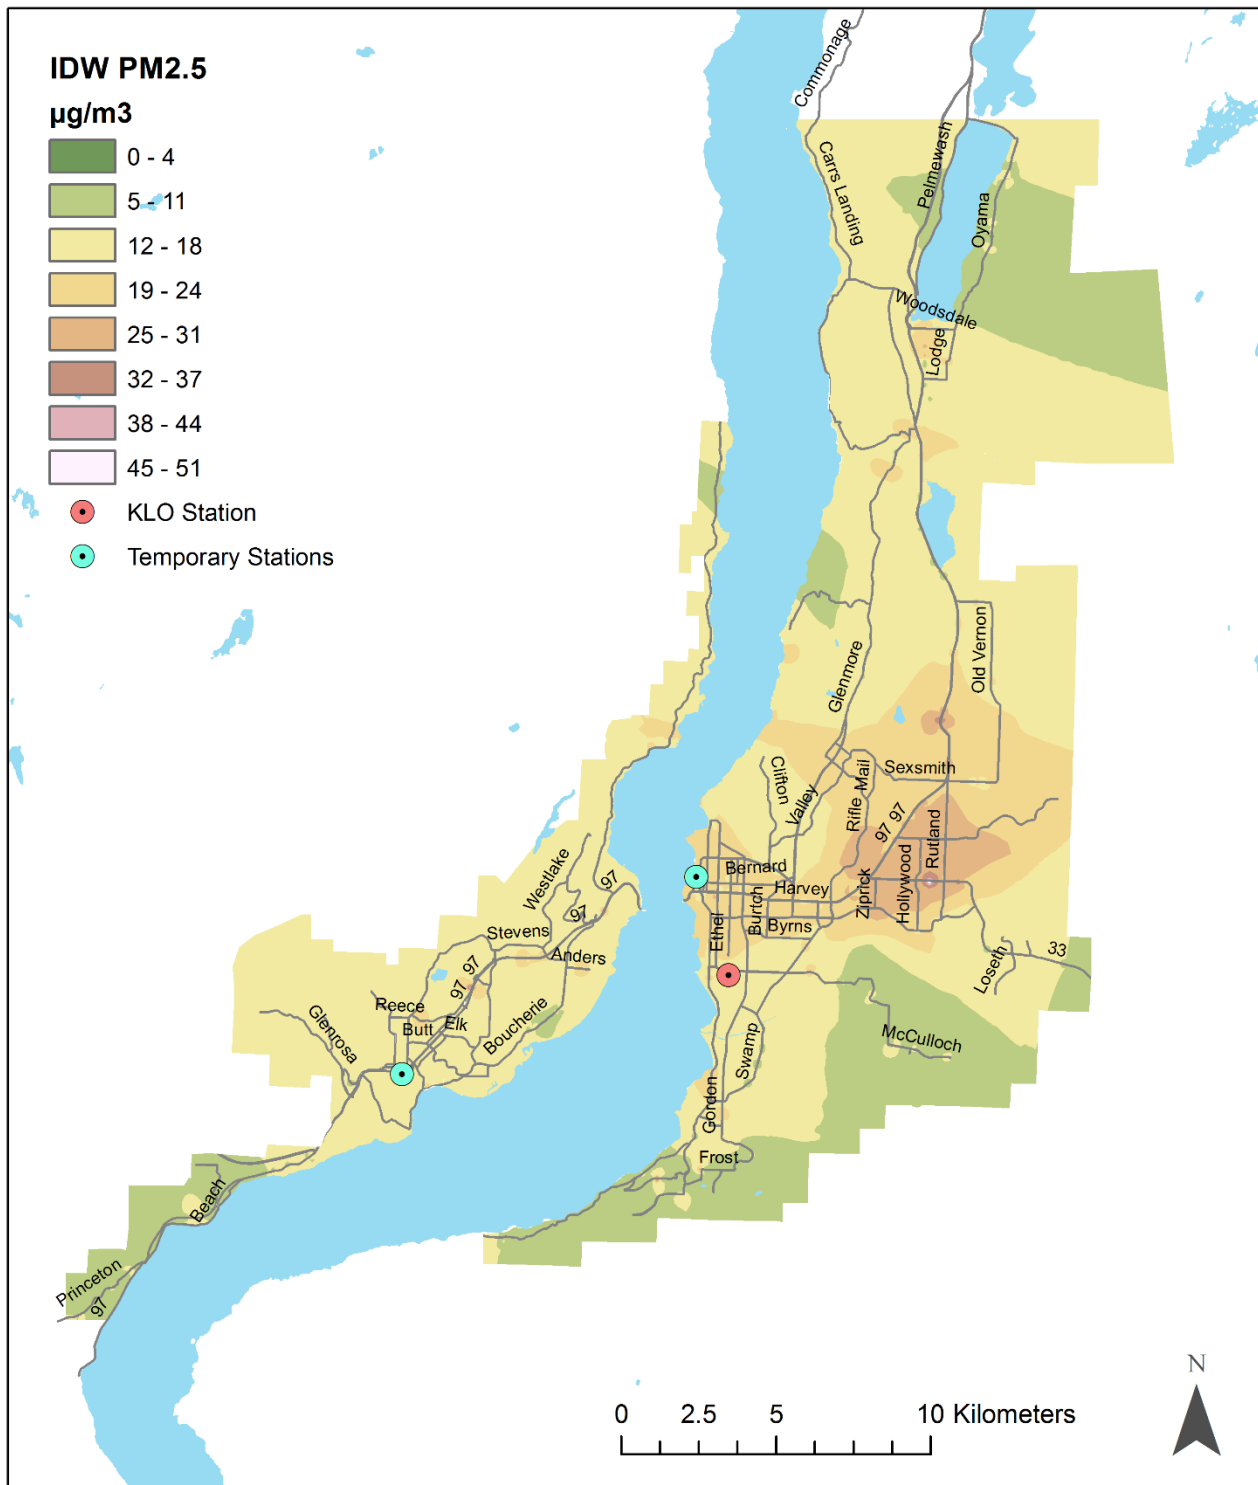 IDW PM2.5
µg/m3
0 - 4
5 - 11
12 - 18
19 - 24
25 - 31
32 - 37
38 - 44
45 - 51
KLO Station
Temporary Stations
Commonage
Pelmewash
Carrs Landing
Oyama
Woodsdale
Lodge
Old Vernon
Glenmore
Clifton
Valley
Rifle
Mail
Sexsmith
97
97
Rutland
Hollywood
Ziprick
Bernard
Harvey
Burtch
Byrns
Ethel
Loseth
33
McCulloch
Swamp
Gordon
Frost
Westlake
97
97
Stevens
Anders
97
97
Reece
Butt
Elk
Boucherie
Glenrosa
Beach
Princeton
97
N
0 2.5 5 10 Kilometers